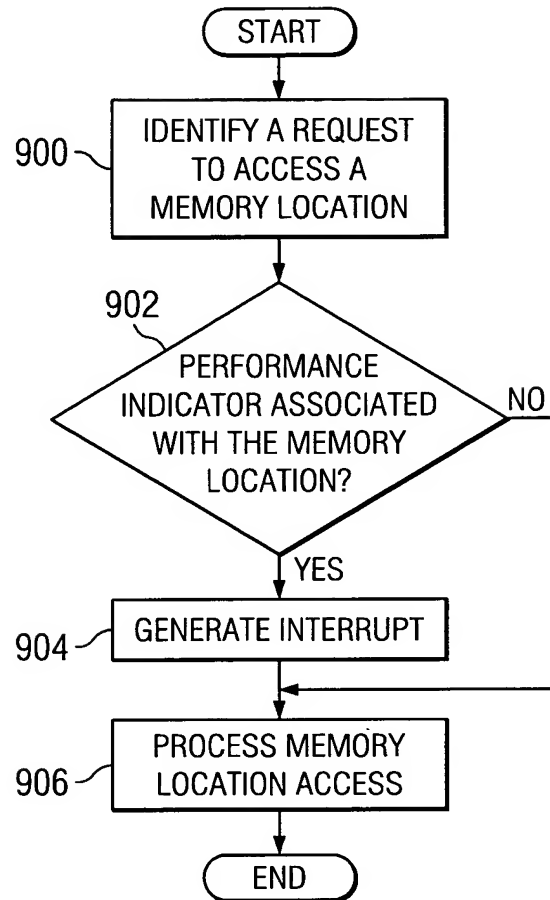 START
900
IDENTIFY A REQUEST
TO ACCESS A
MEMORY LOCATION
902
PERFORMANCE
INDICATOR ASSOCIATED
WITH THE MEMORY
LOCATION?
NO
YES
904
GENERATE INTERRUPT
906
PROCESS MEMORY
LOCATION ACCESS
END